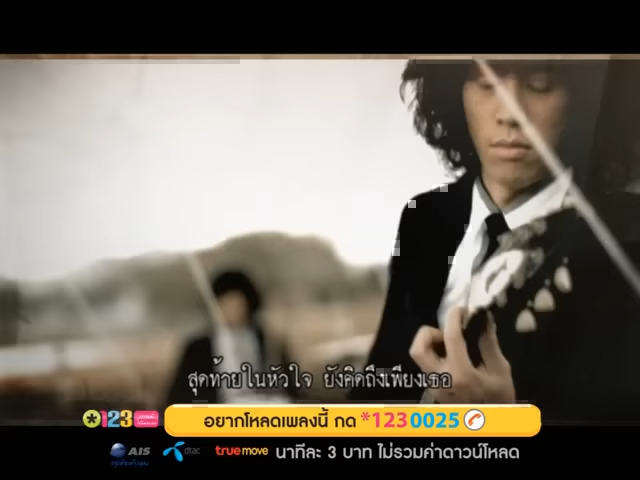 สุดท้ายในหัวใจ ยังคิดถึงเพียงเธอ
*123 อยากโหลดเพลงนี้ กด *1230025
AIS dtac truemove นาทีละ 3 บาท ไม่รวมค่าดาวน์โหลด